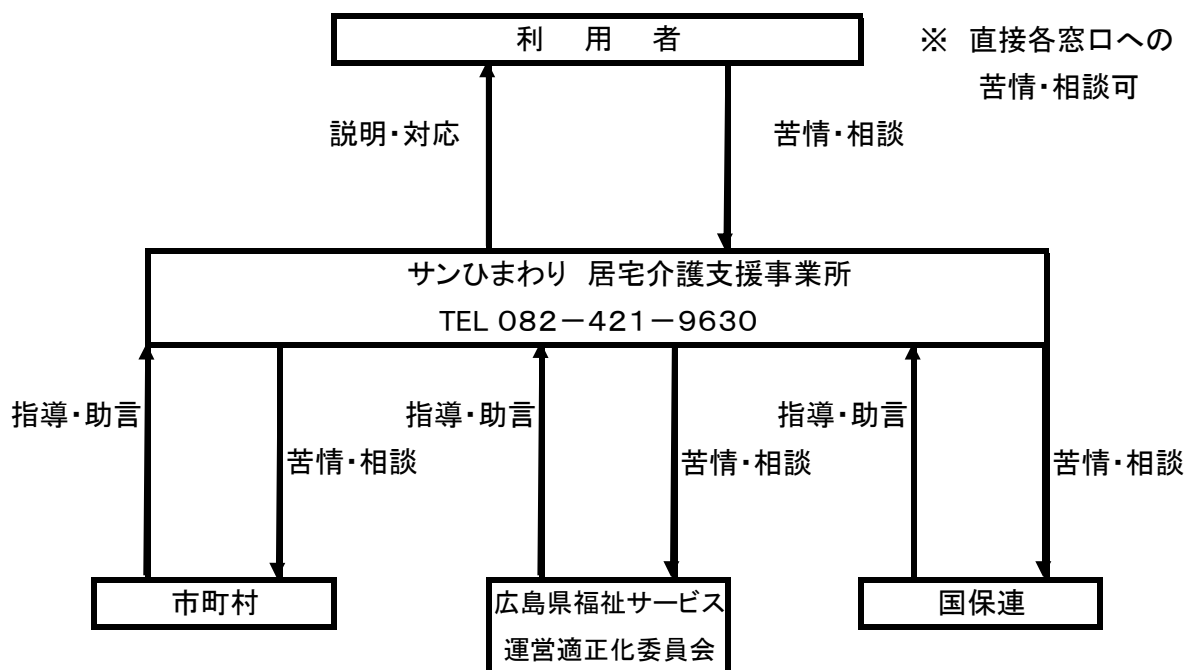 利　用　者
※　直接各窓口への
苦情・相談可
説明・対応
苦情・相談
サンひまわり　居宅介護支援事業所
TEL ０８２－４２１－９６３０
指導・助言
指導・助言
指導・助言
苦情・相談
苦情・相談
苦情・相談
市町村
広島県福祉サービス
運営適正化委員会
国保連